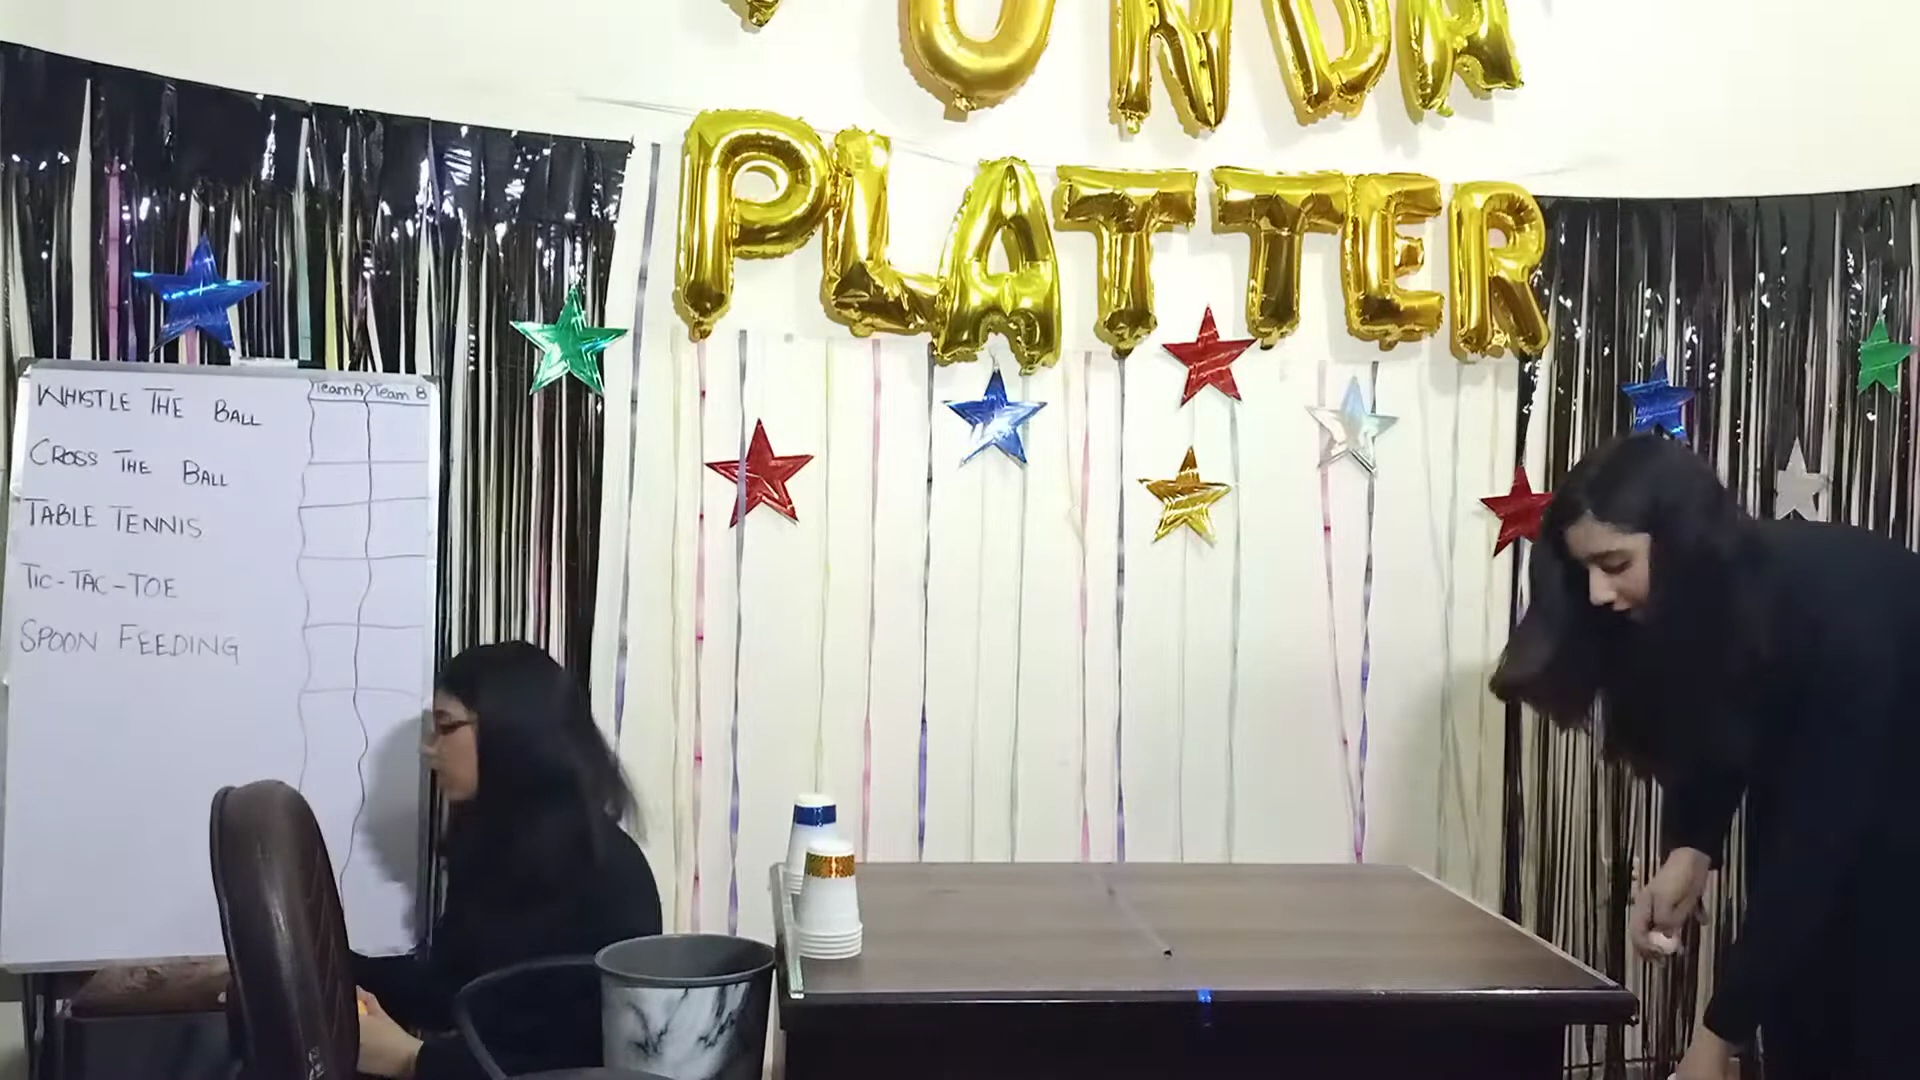 PLATTER
Team A Team B
WHISTLE THE BALL
CROSS THE BALL
TABLE TENNIS
TIC-TAC-TOE
SPOON FEEDING